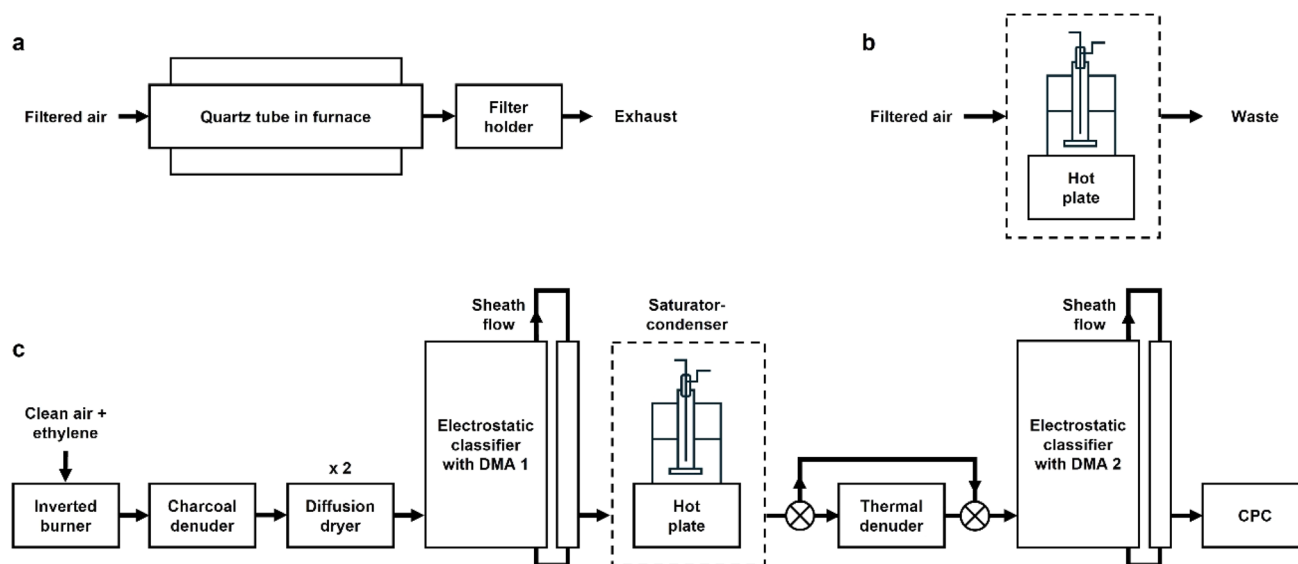 a
Filtered air
Quartz tube in furnace
Filter
holder
Exhaust
b
Filtered air
Hot
plate
Waste
c
Clean air +
ethylene
Inverted
burner
Charcoal
denuder
x 2
Diffusion
dryer
Sheath
flow
Electrostatic
classifier
with DMA 1
Saturator-
condenser
Hot
plate
Thermal
denuder
Sheath
flow
Electrostatic
classifier
with DMA 2
CPC